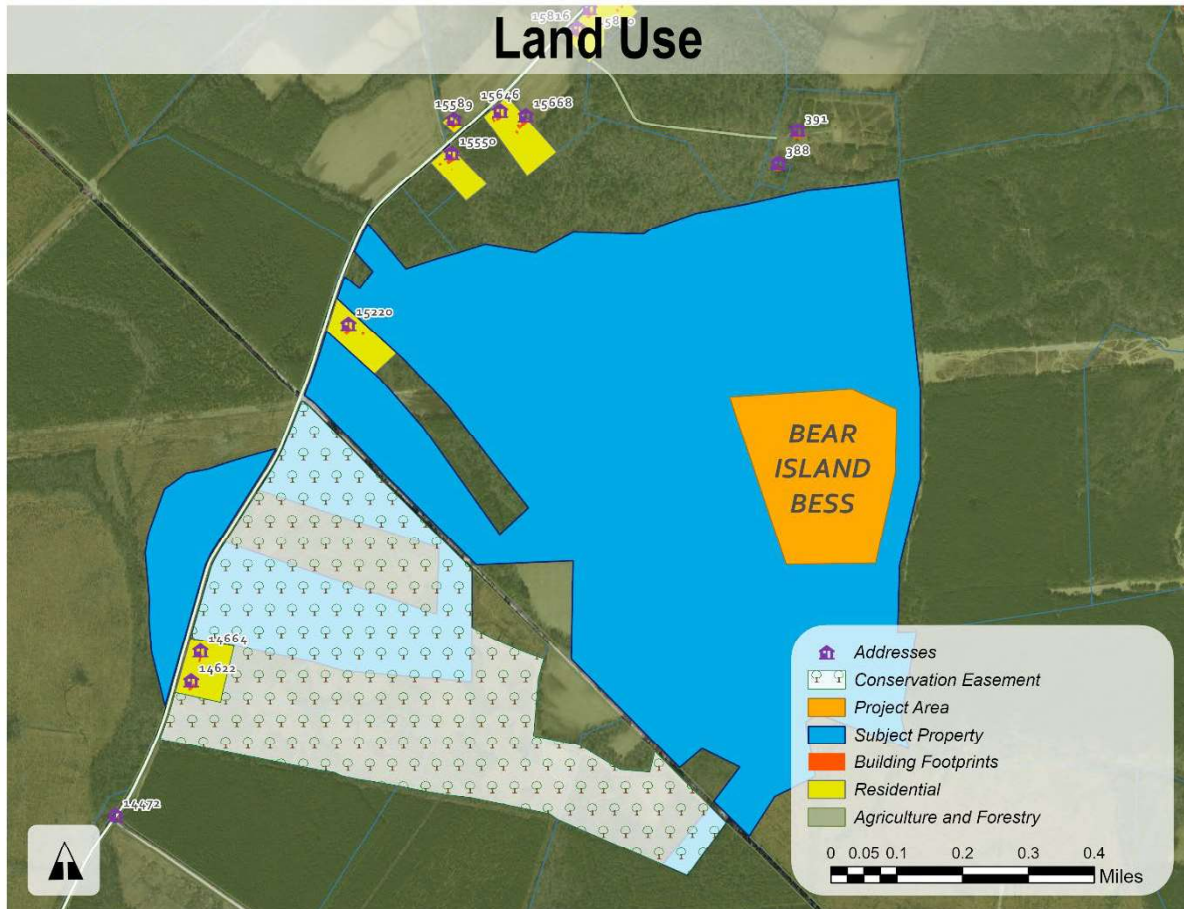 15816
Land Use
15646
15589
15668
15550
391
388
15220
BEAR
ISLAND
BESS
14664
14622
14472
Addresses
Conservation Easement
Project Area
Subject Property
Building Footprints
Residential
Agriculture and Forestry
0 0.05 0.1 0.2 0.3 0.4
Miles